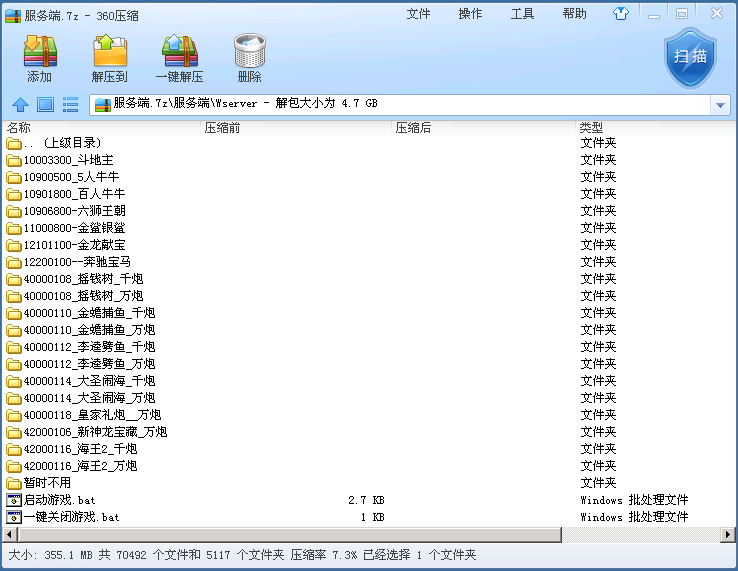 服务端.7z - 360压缩 文件 操作 工具 帮助
添加 解压到 一键解压 删除 扫描
服务端.7z\服务端\Wserver - 解包大小为 4.7 GB
名称 压缩前 压缩后 类型
.. (上级目录) 文件夹
10003300_斗地主 文件夹
10900500_5人牛牛 文件夹
10901800_百人牛牛 文件夹
10906800-六狮王朝 文件夹
11000800-金鲨银鲨 文件夹
12101100-金龙献宝 文件夹
12200100--奔驰宝马 文件夹
40000108_摇钱树_千炮 文件夹
40000108_摇钱树_万炮 文件夹
40000110_金蟾捕鱼_千炮 文件夹
40000110_金蟾捕鱼_万炮 文件夹
40000112_李逵劈鱼_千炮 文件夹
40000112_李逵劈鱼_万炮 文件夹
40000114_大圣闹海_千炮 文件夹
40000114_大圣闹海_万炮 文件夹
40000118_皇家礼炮__万炮 文件夹
42000106_新神龙宝藏_万炮 文件夹
42000116_海王2_千炮 文件夹
42000116_海王2_万炮 文件夹
暂时不用 文件夹
启动游戏.bat 2.7 KB Windows 批处理文件
一键关闭游戏.bat 1 KB Windows 批处理文件
大小: 355.1 MB 共 70492 个文件和 5117 个文件夹 压缩率 7.3% 已经选择 1 个文件夹